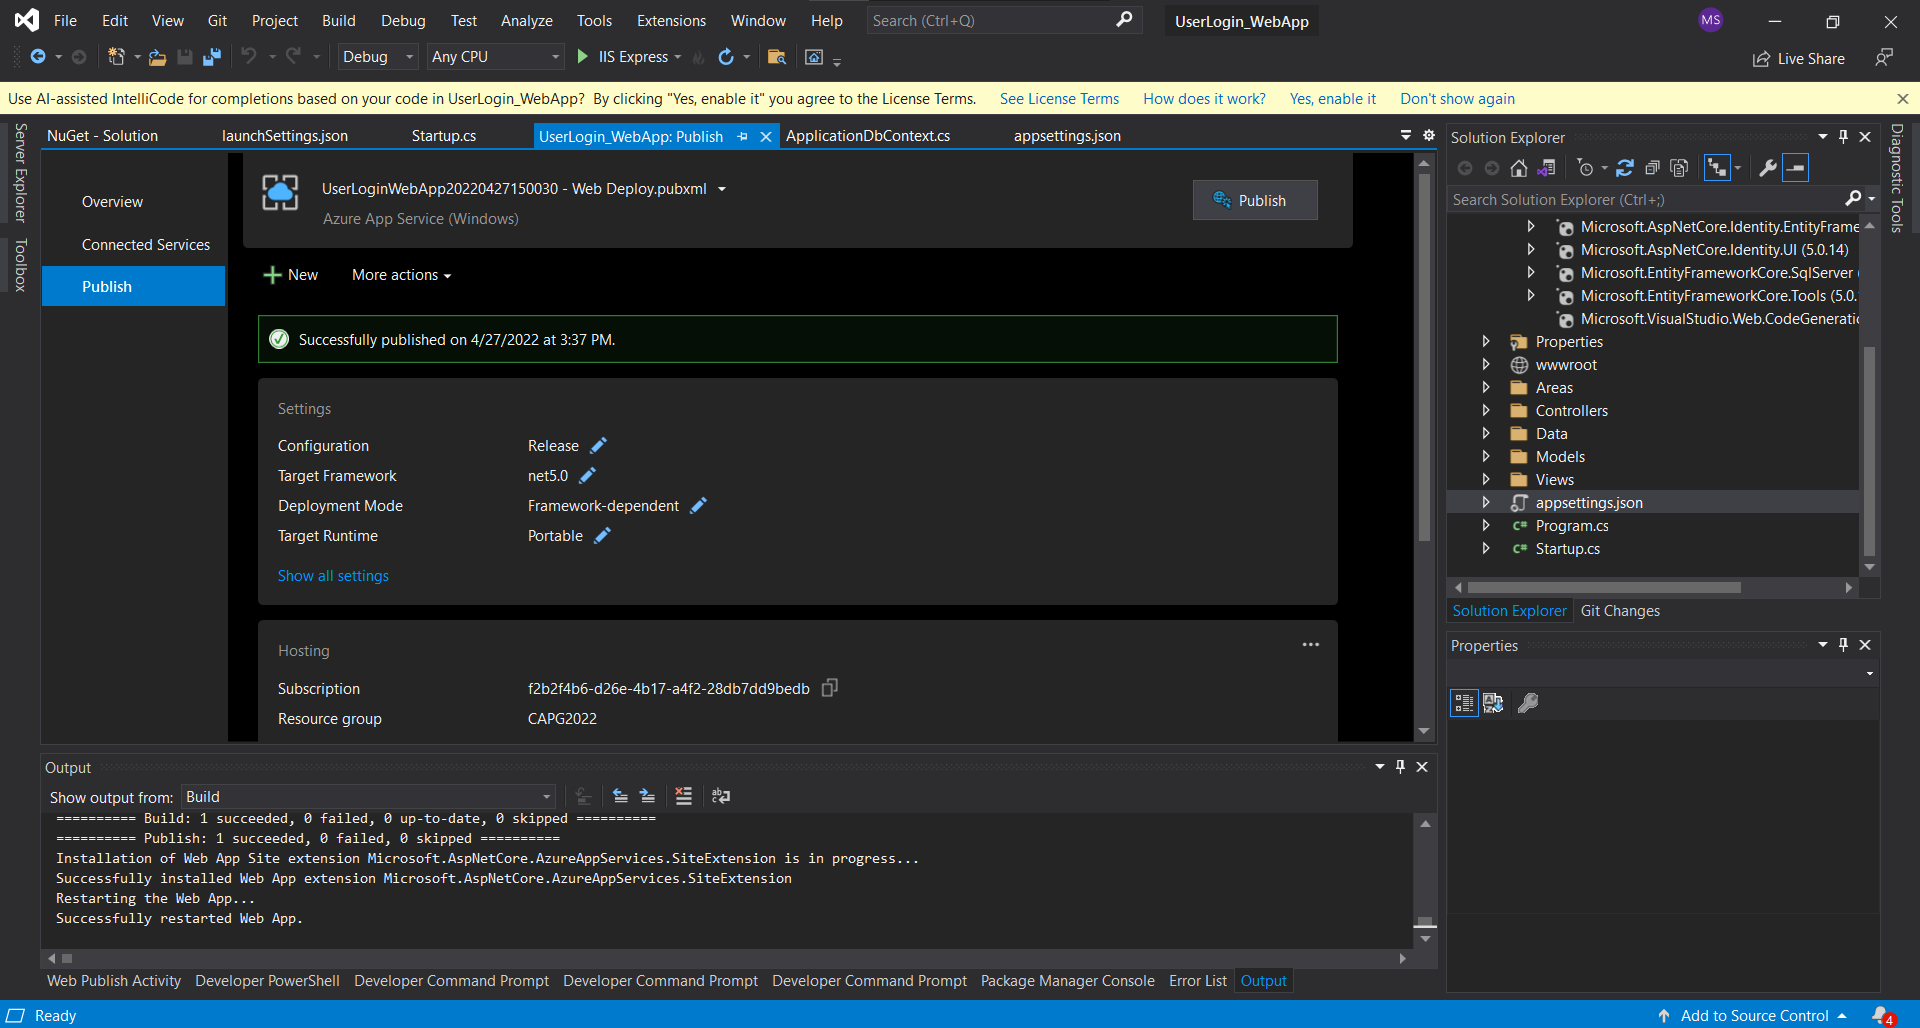 File Edit View Git Project Build Debug Test Analyze Tools Extensions Window Help Search (Ctrl+Q) UserLogin_WebApp MS
Debug Any CPU IIS Express Live Share
Use AI-assisted IntelliCode for completions based on your code in UserLogin_WebApp? By clicking "Yes, enable it" you agree to the License Terms. See License Terms How does it work? Yes, enable it Don't show again
Server Explorer
Toolbox
NuGet - Solution launchSettings.json Startup.cs UserLogin_WebApp: Publish ApplicationDbContext.cs appsettings.json
Overview
Connected Services
Publish
UserLoginWebApp20220427150030 - Web Deploy.pubxml
Azure App Service (Windows)
Publish
New More actions
Successfully published on 4/27/2022 at 3:37 PM.
Settings
Configuration Release
Target Framework net5.0
Deployment Mode Framework-dependent
Target Runtime Portable
Show all settings
Hosting
Subscription f2b2f4b6-d26e-4b17-a4f2-28db7dd9bedb
Resource group CAPG2022
Output
Show output from: Build
========== Build: 1 succeeded, 0 failed, 0 up-to-date, 0 skipped ==========
========== Publish: 1 succeeded, 0 failed, 0 skipped ==========
Installation of Web App Site extension Microsoft.AspNetCore.AzureAppServices.SiteExtension is in progress...
Successfully installed Web App extension Microsoft.AspNetCore.AzureAppServices.SiteExtension
Restarting the Web App...
Successfully restarted Web App.
Web Publish Activity Developer PowerShell Developer Command Prompt Developer Command Prompt Developer Command Prompt Package Manager Console Error List Output
Solution Explorer
Search Solution Explorer (Ctrl+;)
Microsoft.AspNetCore.Identity.EntityFrame
Microsoft.AspNetCore.Identity.UI (5.0.14)
Microsoft.EntityFrameworkCore.SqlServer (
Microsoft.EntityFrameworkCore.Tools (5.0.
Microsoft.VisualStudio.Web.CodeGeneratio
Properties
wwwroot
Areas
Controllers
Data
Models
Views
appsettings.json
Program.cs
Startup.cs
Solution Explorer Git Changes
Properties
Diagnostic Tools
Ready Add to Source Control 4